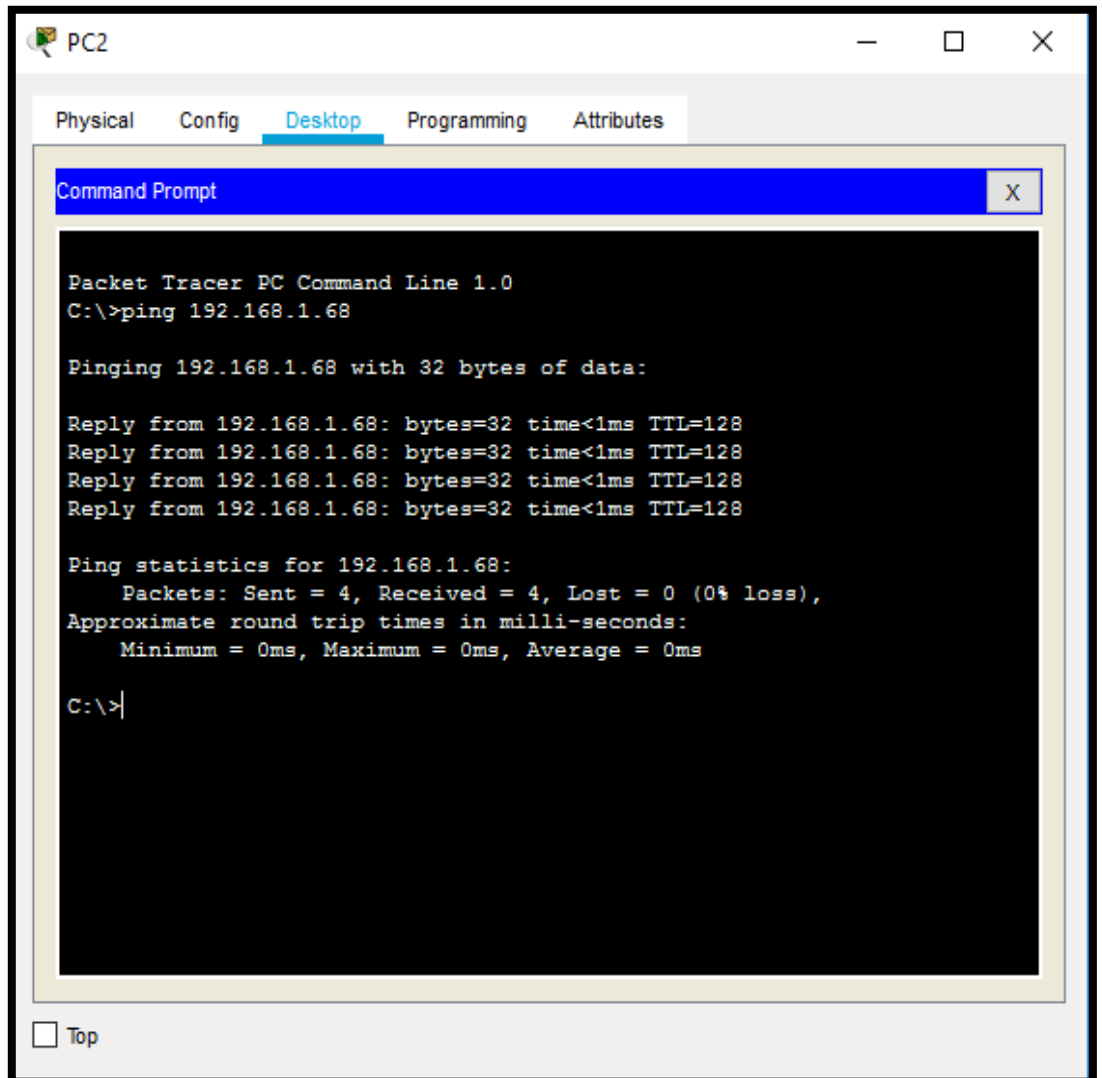 PC2
Physical Config Desktop Programming Attributes
Command Prompt
X
Packet Tracer PC Command Line 1.0
C:\>ping 192.168.1.68
Pinging 192.168.1.68 with 32 bytes of data:
Reply from 192.168.1.68: bytes=32 time<1ms TTL=128
Reply from 192.168.1.68: bytes=32 time<1ms TTL=128
Reply from 192.168.1.68: bytes=32 time<1ms TTL=128
Reply from 192.168.1.68: bytes=32 time<1ms TTL=128
Ping statistics for 192.168.1.68:
Packets: Sent = 4, Received = 4, Lost = 0 (0% loss),
Approximate round trip times in milli-seconds:
Minimum = 0ms, Maximum = 0ms, Average = 0ms
C:\>
Top